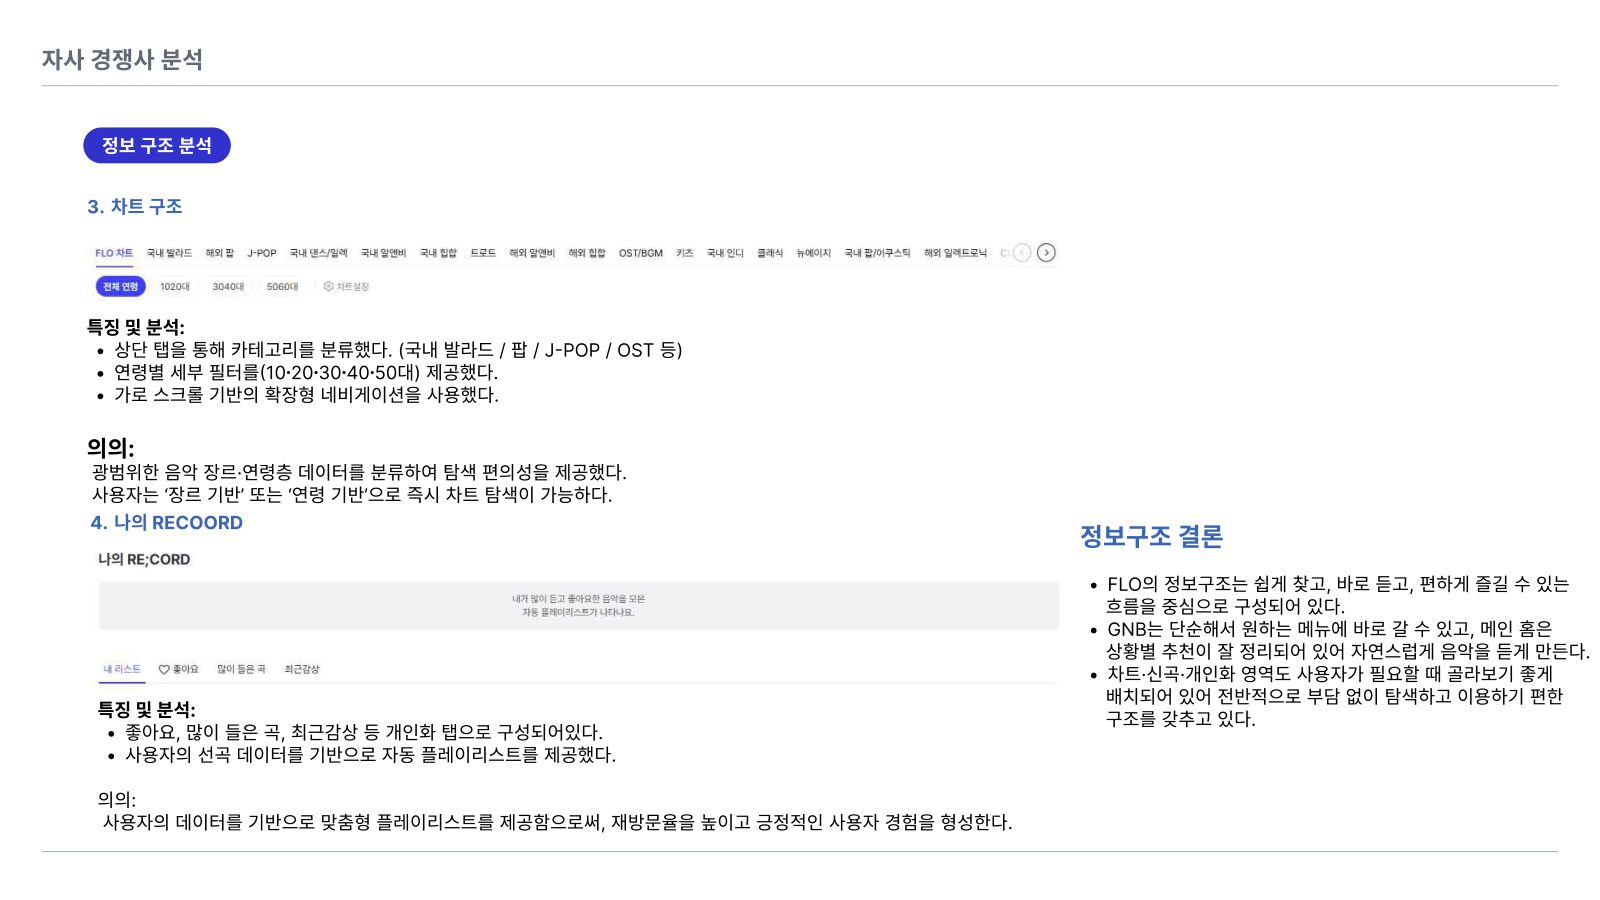 자사 경쟁사 분석
정보 구조 분석
3. 차트 구조
FLO 차트 국내 발라드 해외 팝 J-POP 국내 댄스/일렉 국내 알앤비 국내 힙합 트로트 해외 알앤비 해외 힙합 OST/BGM 키즈 국내 인디 클래식 뉴에이지 국내 팝/어쿠스틱 해외 일렉트로닉
전체 연령 1020대 3040대 5060대 차트설정
특징 및 분석:
• 상단 탭을 통해 카테고리를 분류했다. (국내 발라드 / 팝 / J-POP / OST 등)
• 연령별 세부 필터를(10·20·30·40·50대) 제공했다.
• 가로 스크롤 기반의 확장형 네비게이션을 사용했다.
의의:
광범위한 음악 장르·연령층 데이터를 분류하여 탐색 편의성을 제공했다.
사용자는 ‘장르 기반’ 또는 ‘연령 기반’으로 즉시 차트 탐색이 가능하다.
4. 나의 RECOORD
나의 RE;CORD
내가 많이 듣고 좋아요한 음악을 모은
자동 플레이리스트가 나타나요.
내 리스트 좋아요 많이 들은 곡 최근감상
특징 및 분석:
• 좋아요, 많이 들은 곡, 최근감상 등 개인화 탭으로 구성되어있다.
• 사용자의 선곡 데이터를 기반으로 자동 플레이리스트를 제공했다.
의의:
사용자의 데이터를 기반으로 맞춤형 플레이리스트를 제공함으로써, 재방문율을 높이고 긍정적인 사용자 경험을 형성한다.
정보구조 결론
• FLO의 정보구조는 쉽게 찾고, 바로 듣고, 편하게 즐길 수 있는
흐름을 중심으로 구성되어 있다.
• GNB는 단순해서 원하는 메뉴에 바로 갈 수 있고, 메인 홈은
상황별 추천이 잘 정리되어 있어 자연스럽게 음악을 듣게 만든다.
• 차트·신곡·개인화 영역도 사용자가 필요할 때 골라보기 좋게
배치되어 있어 전반적으로 부담 없이 탐색하고 이용하기 편한
구조를 갖추고 있다.